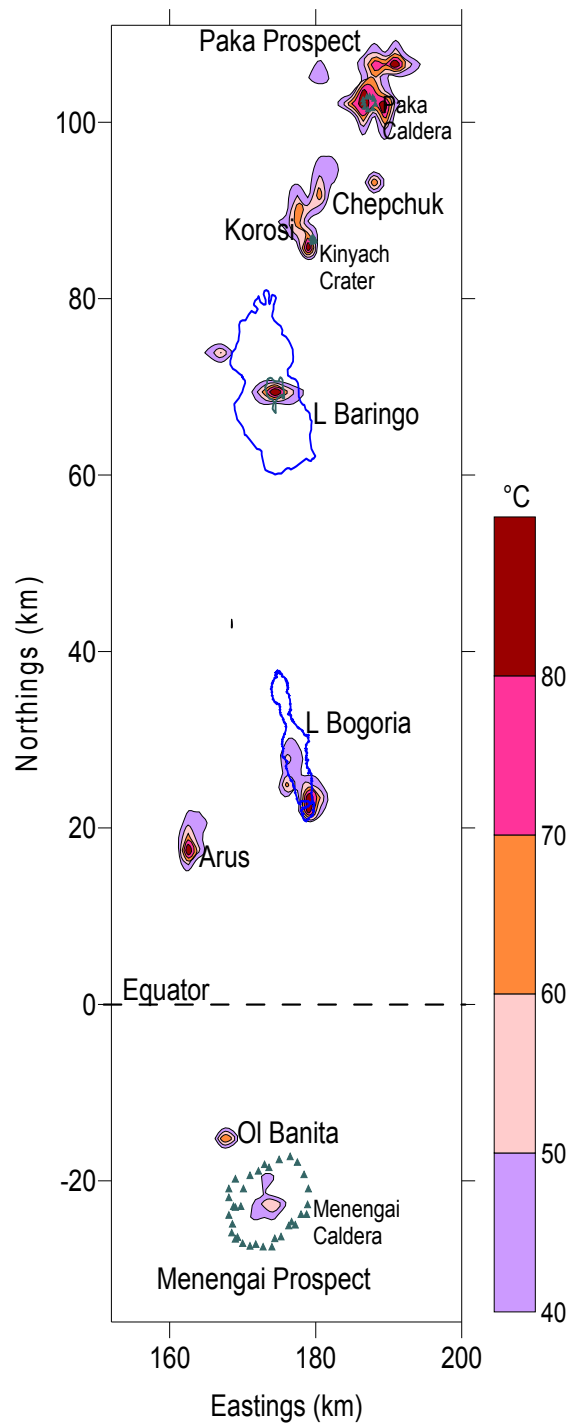 Paka Prospect
100
Paka
Caldera
Chepchuk
Korosi
Kinyach
Crater
80
L Baringo
60
°C
Northings (km)
40
80
L Bogoria
70
20
Arus
60
Equator
0
50
Ol Banita
-20
Menengai
Caldera
Menengai Prospect
40
160
180
200
Eastings (km)